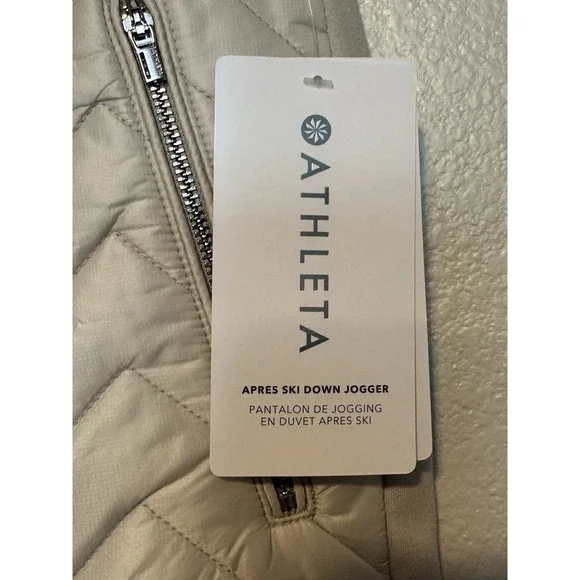 ATHLETA
APRES SKI DOWN JOGGER
PANTALON DE JOGGING
EN DUVET APRES SKI